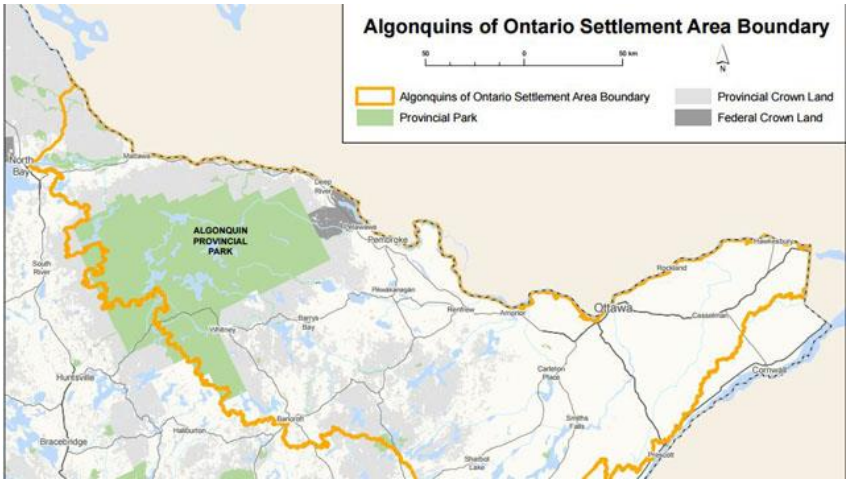 Algonquins of Ontario Settlement Area Boundary
50 0 50 km
N
Algonquins of Ontario Settlement Area Boundary
Provincial Crown Land
Provincial Park
Federal Crown Land
North
Bay
Mattawa
Deep
River
Petawawa
Pembroke
ALGONQUIN
PROVINCIAL
PARK
Hawkesbury
South
River
Rockland
Pikwakanagan
Renfrew
Arnprior
Ottawa
Casselman
Whitney
Barrys
Bay
Huntsville
Carleton
Place
Cornwall
Bancroft
Haliburton
Smiths
Falls
Bracebridge
Sharbot
Lake
Prescott